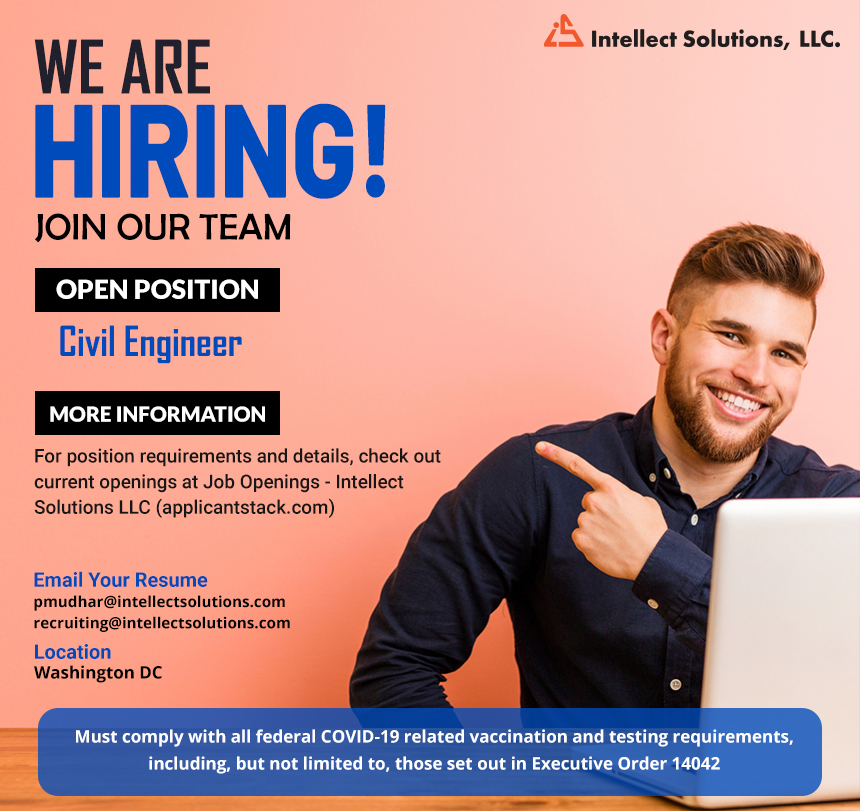 Intellect Solutions, LLC.
WE ARE
HIRING!
JOIN OUR TEAM
OPEN POSITION
Civil Engineer
MORE INFORMATION
For position requirements and details, check out
current openings at Job Openings - Intellect
Solutions LLC (applicantstack.com)
Email Your Resume
pmudhar@intellectsolutions.com
recruiting@intellectsolutions.com
Location
Washington DC
Must comply with all federal COVID-19 related vaccination and testing requirements,
including, but not limited to, those set out in Executive Order 14042